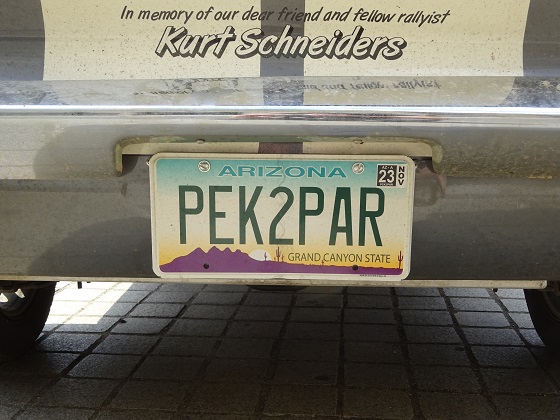 In memory of our dear friend and fellow rallyist
Kurt Schneiders
ARIZONA
23
NOV
PEK2PAR
GRAND CANYON STATE